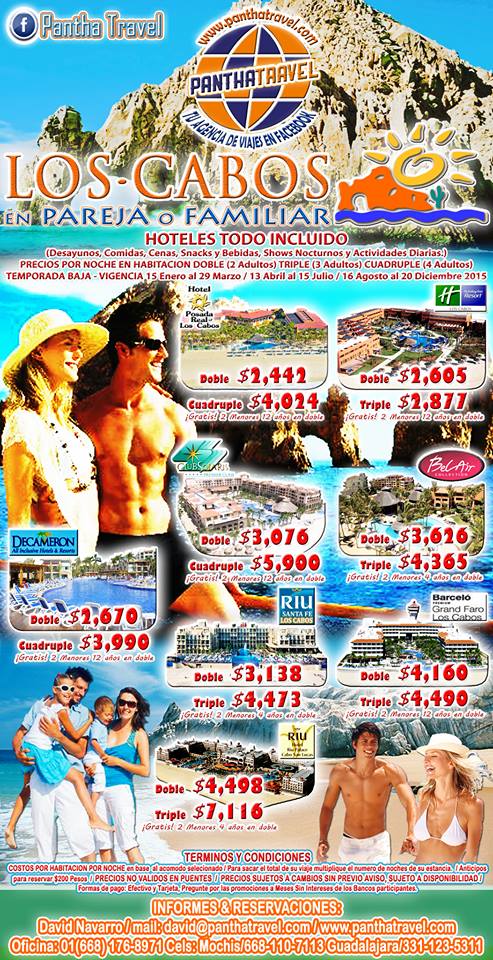 Pantha Travel
www.panthatravel.com
PANTHATRAVEL
TU AGENCIA DE VIAJES EN FACEBOOK
LOS-CABOS
EN PAREJA O FAMILIAR
HOTELES TODO INCLUIDO
(Desayunos, Comidas, Cenas, Snacks y Bebidas, Shows Nocturnos y Actividades Diarias.)
PRECIOS POR NOCHE EN HABITACION DOBLE (2 Adultos) TRIPLE (3 Adultos) CUADRUPLE (4 Adultos)
TEMPORADA BAJA - VIGENCIA 15 Enero al 29 Marzo / 13 Abril al 15 Julio / 16 Agosto al 20 Diciembre 2015
Hotel
Posada
Real
Los Cabos
Doble $2,442
Cuadruple $4,024
¡Gratis! 2 Menores 12 años en doble
Holiday Inn
Resort
LOS CABOS
Doble $2,605
Triple $2,877
¡Gratis! 2 Menores 12 años en doble
CLUB SOLARIS
Doble $3,076
Cuadruple $5,900
¡Gratis! 2 Menores 12 años en doble
BelAir
COLLECTION
Doble $3,626
Triple $4,365
¡Gratis! 2 Menores 4 años en doble
DECAMERON
All Inclusive Hotels & Resorts
Doble $2,670
Cuadruple $3,990
¡Gratis! 2 Menores 12 años en doble
RIU
SANTA FE
LOS CABOS
Doble $3,138
Triple $4,473
¡Gratis! 2 Menores 4 años en doble
Barceló
PREMIUM
Grand Faro
Los Cabos
Doble $4,160
Triple $4,490
¡Gratis! 2 Menores 12 años en doble
RIU
Hotel
Riu Palace
Cabo San Lucas
Doble $4,498
Triple $7,116
¡Gratis! 2 Menores 4 años en doble
TERMINOS Y CONDICIONES
COSTOS POR HABITACION POR NOCHE en base al acomodo selecionado / Para sacar el total de su viaje multiplique el numero de noches de su estancia. / Anticipos
para reservar $200 Pesos / PRECIOS NO VALIDOS EN PUENTES / PRECIOS SUJETOS A CAMBIOS SIN PREVIO AVISO, SUJETO A DISPONIBILIDAD /
Formas de pago: Efectivo y Tarjeta, Pregunte por las promociones a Meses Sin Intereses de los Bancos participantes.
INFORMES & RESERVACIONES:
David Navarro / mail: david@panthatravel.com / www.panthatravel.com
Oficina: 01(668) 176-8971 Cels: Mochis/668-110-7113 Guadalajara/331-123-5311